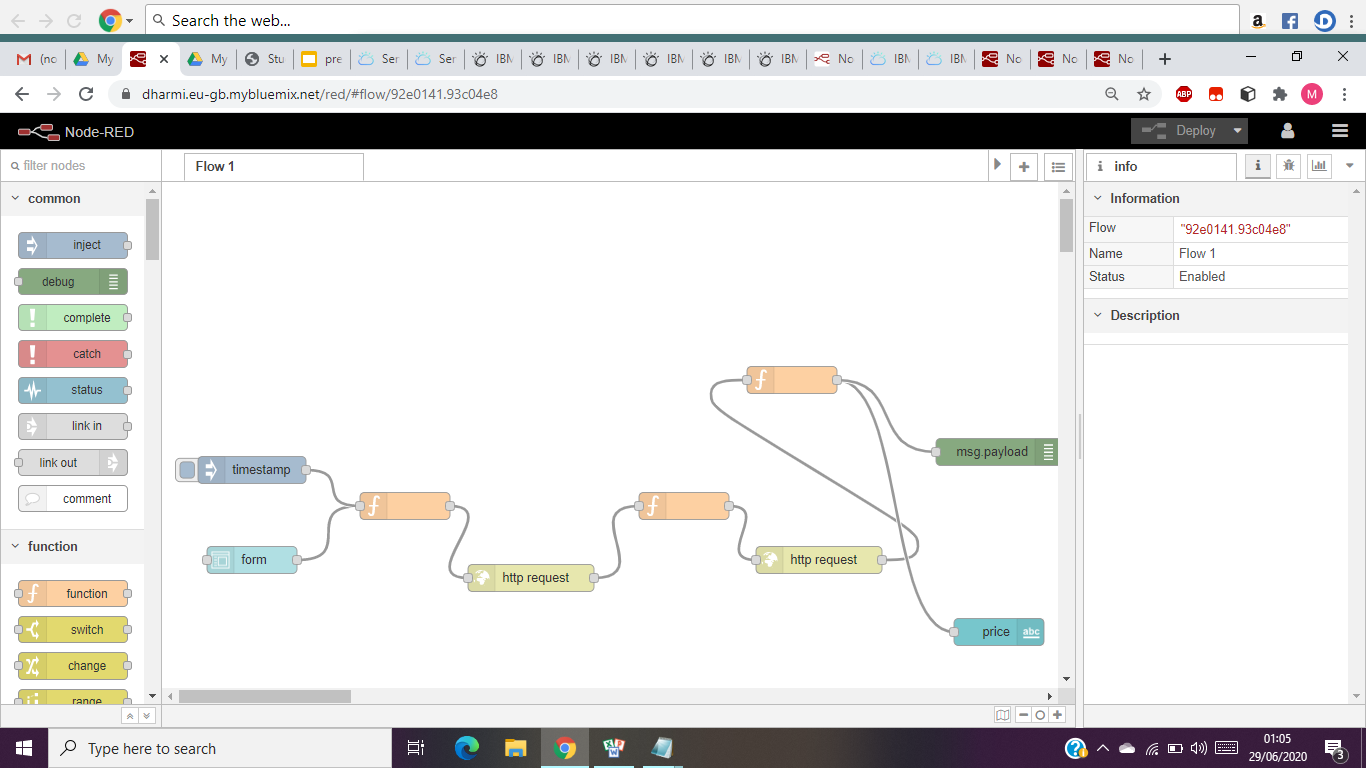 Search the web...
(nc
My
My
Stu
pre
Ser
Ser
IBM
IBM
IBM
IBM
IBM
IBM
No
IBM
IBM
No
No
No
dharmi.eu-gb.mybluemix.net/red/#flow/92e0141.93c04e8
ABP
M
Node-RED
Deploy
filter nodes
Flow 1
i info
i
common
Information
inject
Flow "92e0141.93c04e8"
Name Flow 1
debug
Status Enabled
complete
Description
catch
status
link in
link out
comment
msg.payload
timestamp
function
form
http request
http request
function
switch
price abc
change
range
Type here to search
01:05
29/06/2020
3